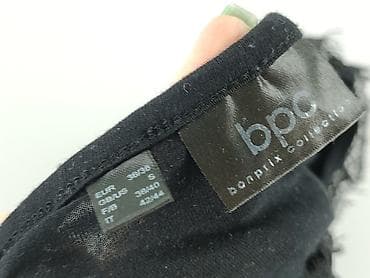 bpc
bonprix collection
EUR 36/38
GB/US S
F/B 38/40
IT 42/44